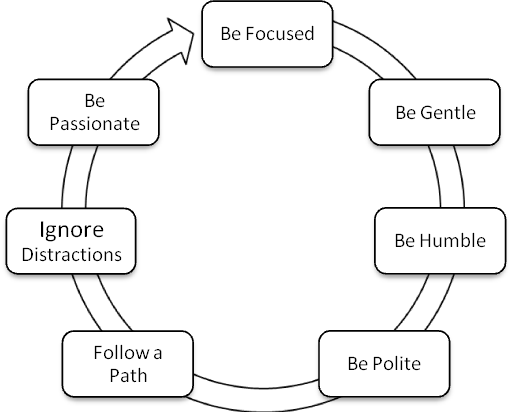 Be Focused
Be Gentle
Be Humble
Be Polite
Follow a
Path
Ignore
Distractions
Be
Passionate